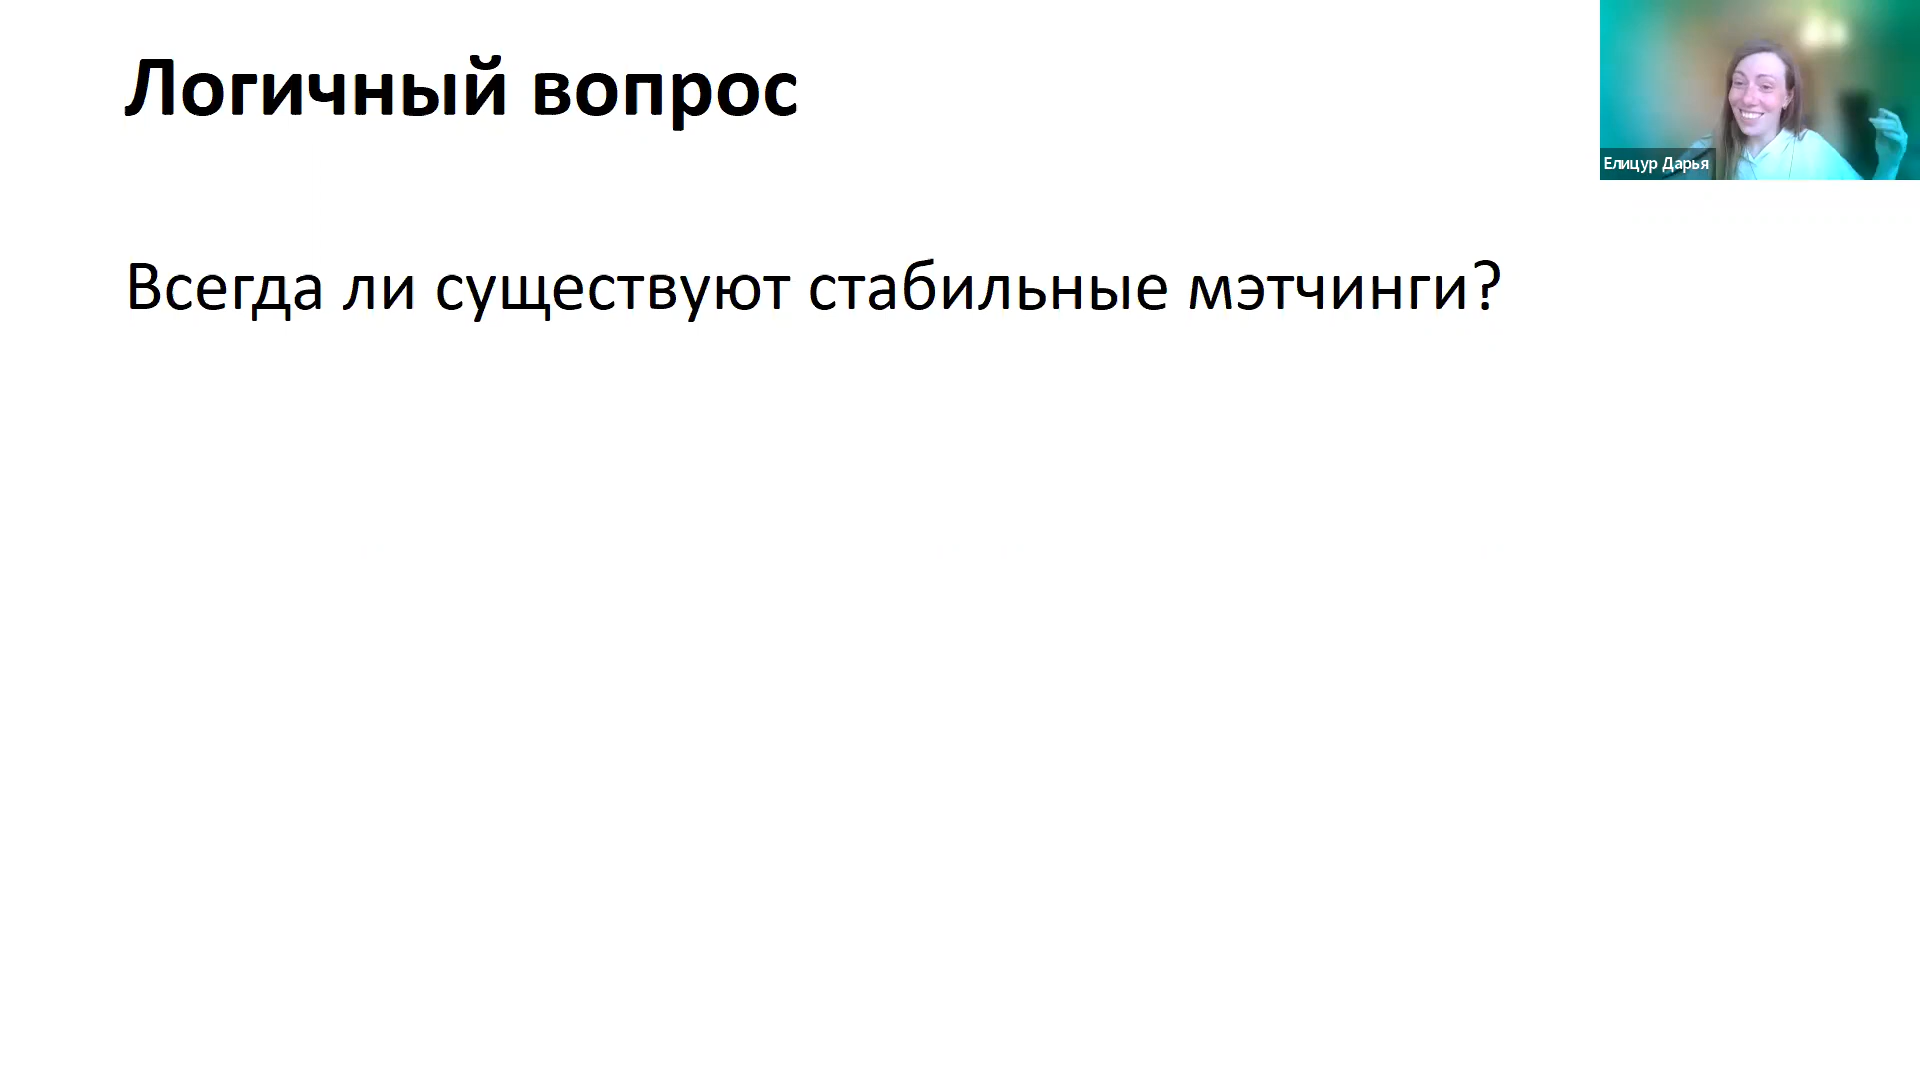 Логичный вопрос
Елицур Дарья
Всегда ли существуют стабильные мэтчинги?